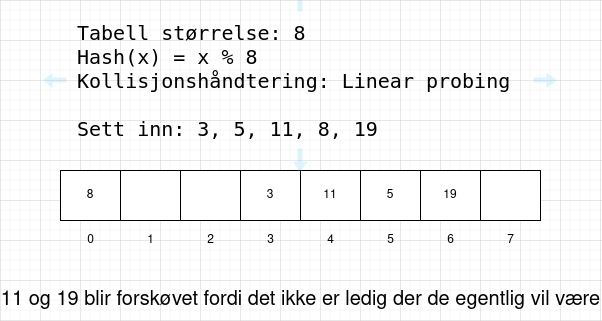 Tabell størrelse: 8
Hash(x) = x % 8
Kollisjonshåndtering: Linear probing
Sett inn: 3, 5, 11, 8, 19
8 3 11 5 19
0 1 2 3 4 5 6 7
11 og 19 blir forskøvet fordi det ikke er ledig der de egentlig vil være